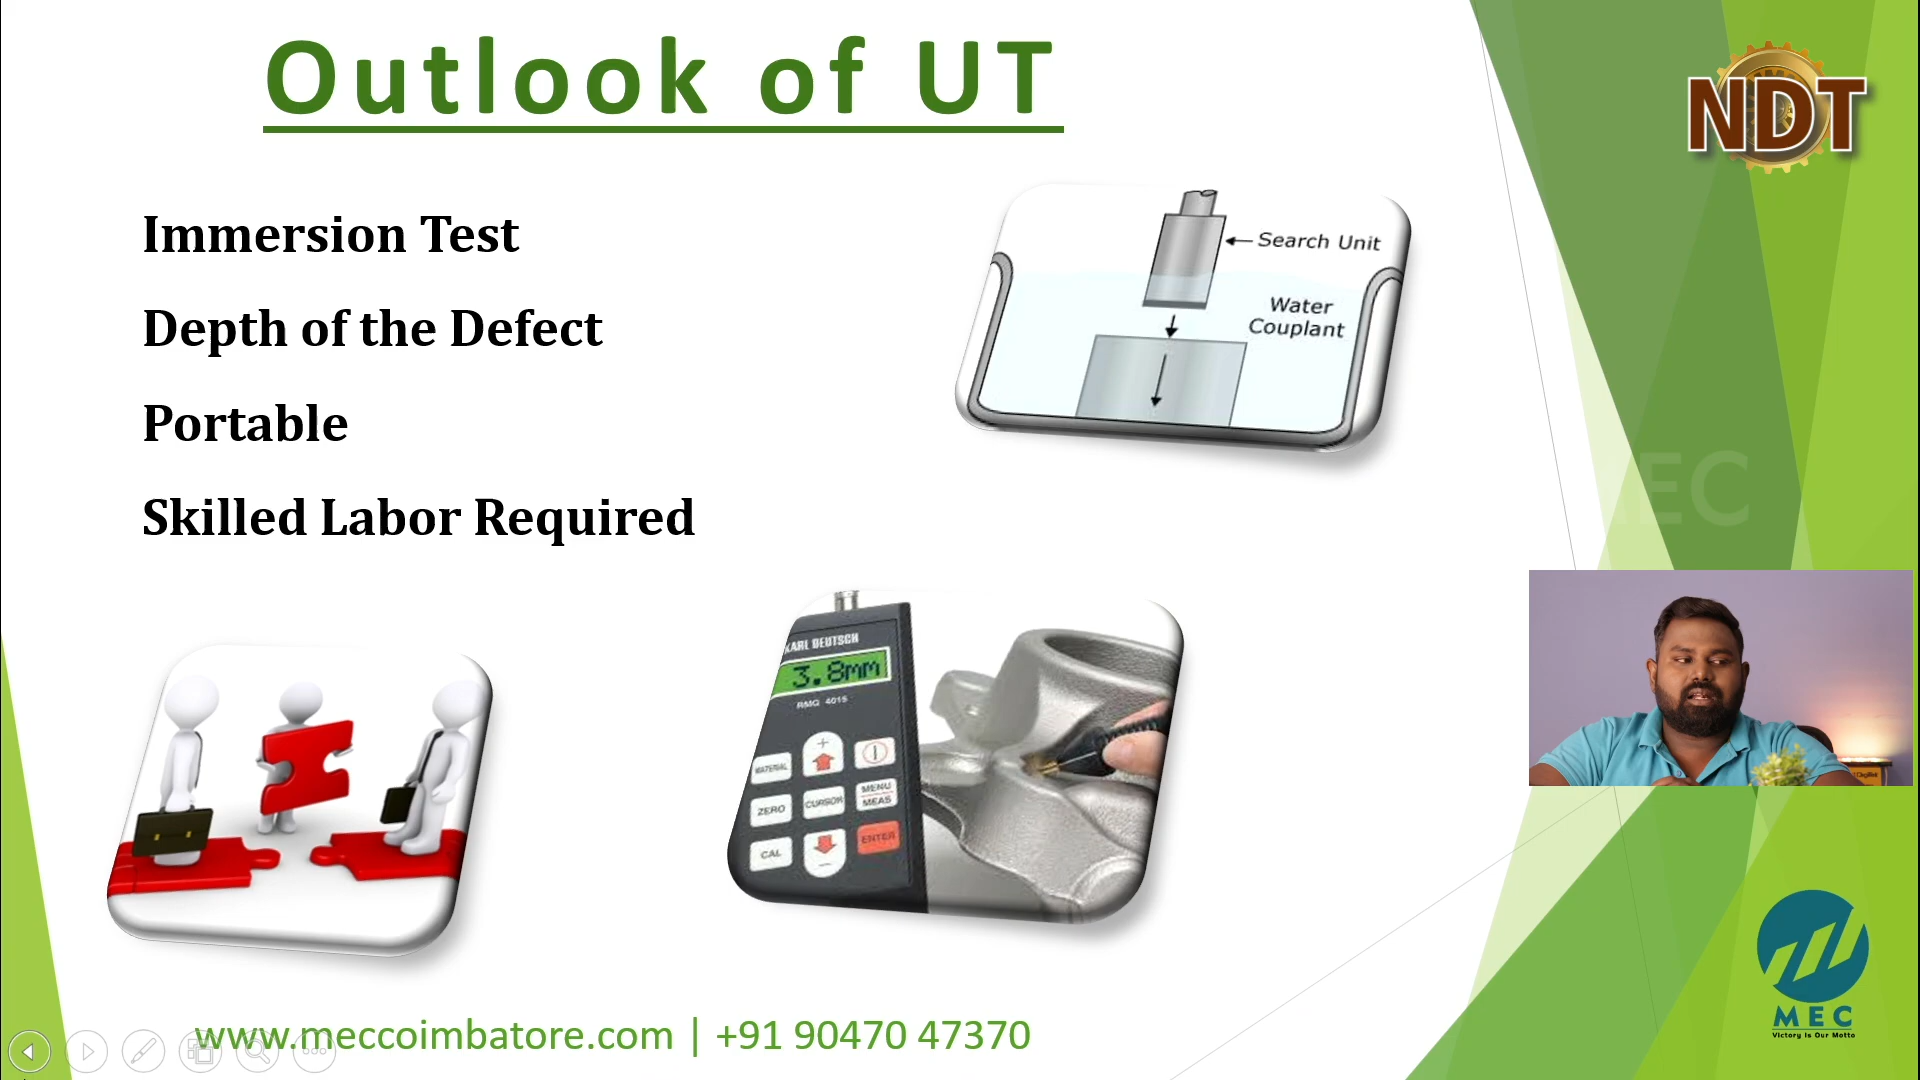 Outlook of UT
NDT
Immersion Test
Depth of the Defect
Portable
Skilled Labor Required
Search Unit
Water
Couplant
EC
KARL DEUTSCH
3.8mm
RMG 4015
MATERIAL
MENU
MEAS
ZERO
CURSOR
CAL
ENTER
www.meccoimbatore.com | +91 90470 47370
MEC
Victory Is Our Motto